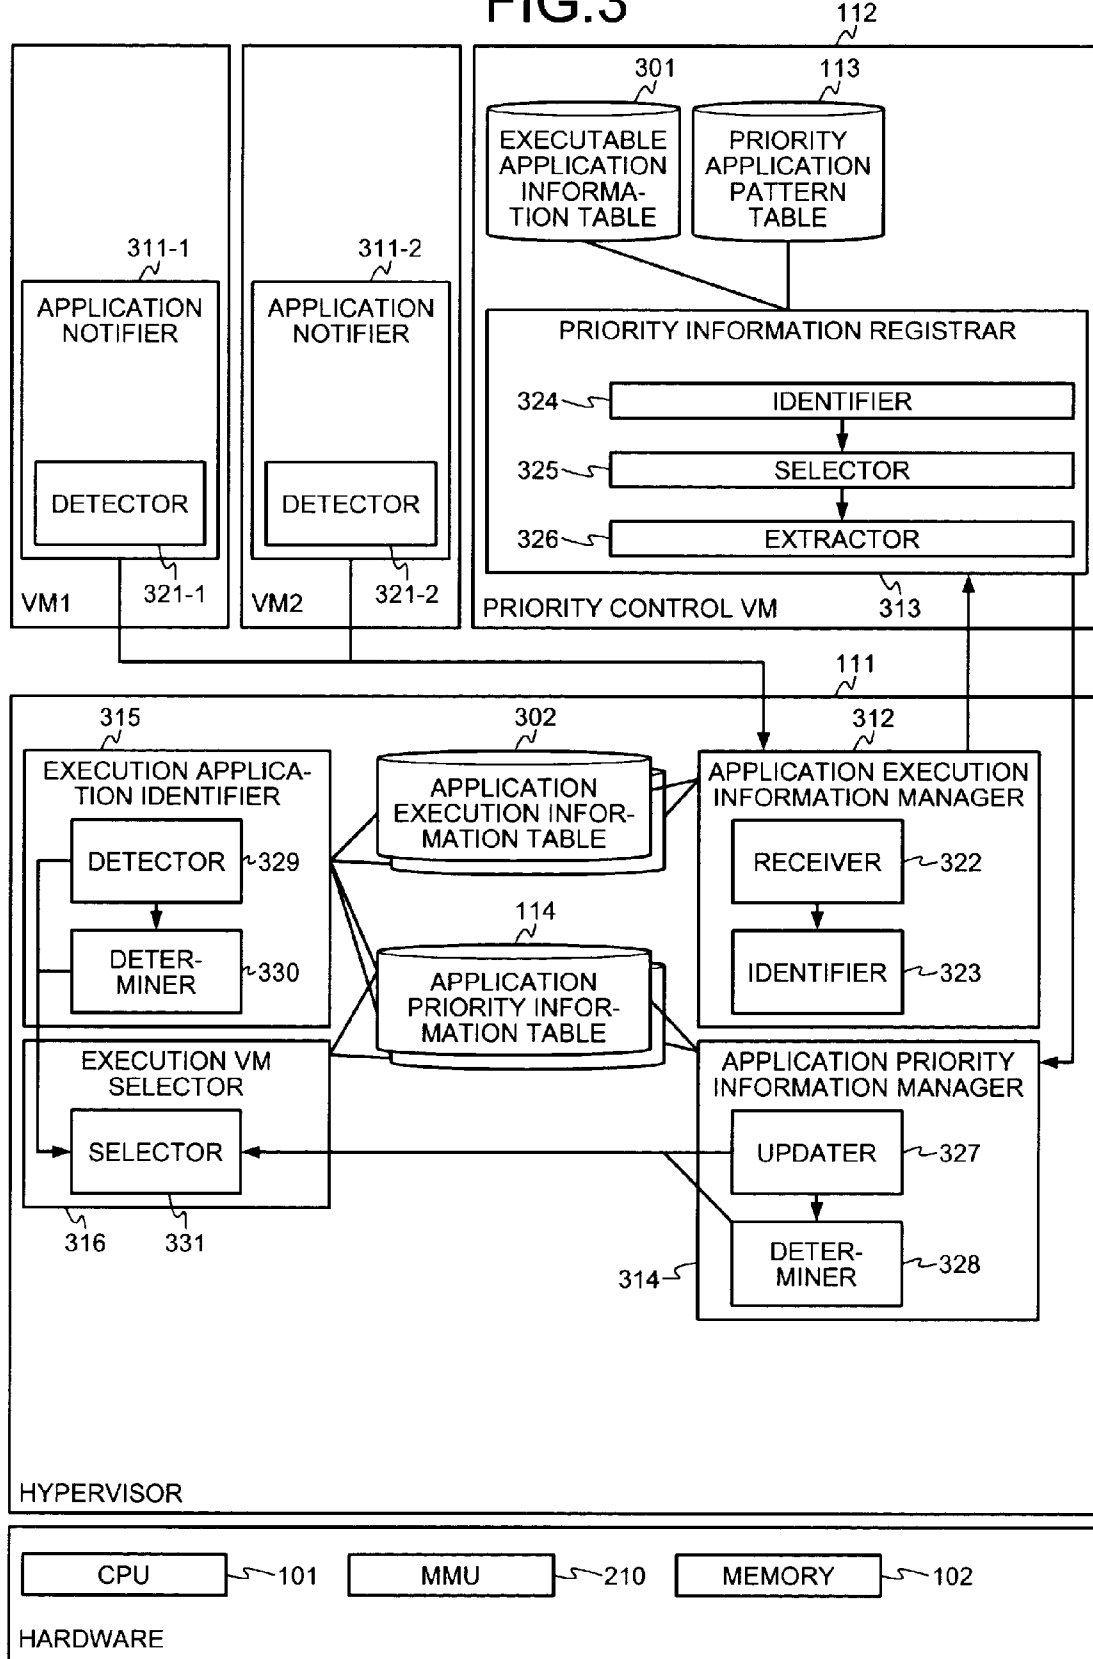 FIG.3
112
301
113
EXECUTABLE
APPLICATION
INFORMA-
TION TABLE
PRIORITY
APPLICATION
PATTERN
TABLE
311-1
311-2
APPLICATION
NOTIFIER
APPLICATION
NOTIFIER
PRIORITY INFORMATION REGISTRAR
324
IDENTIFIER
325
SELECTOR
326
EXTRACTOR
DETECTOR
DETECTOR
321-1
321-2
313
VM1
VM2
PRIORITY CONTROL VM
111
315
302
312
EXECUTION APPLICA-
TION IDENTIFIER
APPLICATION
EXECUTION INFOR-
MATION TABLE
APPLICATION EXECUTION
INFORMATION MANAGER
DETECTOR
329
RECEIVER
322
114
DETER-
MINER
330
APPLICATION
PRIORITY INFOR-
MATION TABLE
IDENTIFIER
323
EXECUTION VM
SELECTOR
APPLICATION PRIORITY
INFORMATION MANAGER
SELECTOR
UPDATER
327
316
331
314
DETER-
MINER
328
HYPERVISOR
CPU
101
MMU
210
MEMORY
102
HARDWARE